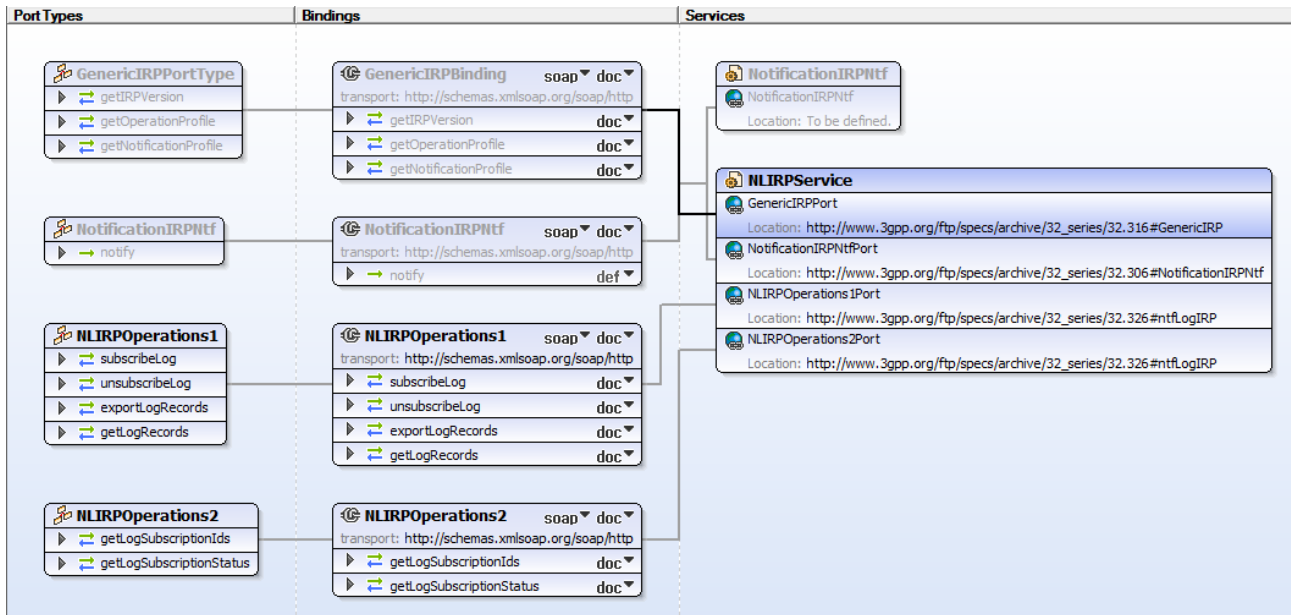 Port Types
Bindings
Services
GenericIRPPortType
getIRPVersion
getOperationProfile
getNotificationProfile
GenericIRPBinding soap doc
transport: http://schemas.xmlsoap.org/soap/http
getIRPVersion doc
getOperationProfile doc
getNotificationProfile doc
NotificationIRPNtf
NotificationIRPNtf
Location: To be defined.
NLIRPService
GenericIRPPort
Location: http://www.3gpp.org/ftp/specs/archive/32_series/32.316#GenericIRP
NotificationIRPNtfPort
Location: http://www.3gpp.org/ftp/specs/archive/32_series/32.306#NotificationIRPNtf
NLIRPOperations1Port
Location: http://www.3gpp.org/ftp/specs/archive/32_series/32.326#ntfLogIRP
NLIRPOperations2Port
Location: http://www.3gpp.org/ftp/specs/archive/32_series/32.326#ntfLogIRP
NotificationIRPNtf
notify
NotificationIRPNtf soap doc
transport: http://schemas.xmlsoap.org/soap/http
notify def
NLIRPOperations1
subscribeLog
unsubscribeLog
exportLogRecords
getLogRecords
NLIRPOperations1 soap doc
transport: http://schemas.xmlsoap.org/soap/http
subscribeLog doc
unsubscribeLog doc
exportLogRecords doc
getLogRecords doc
NLIRPOperations2
getLogSubscriptionIds
getLogSubscriptionStatus
NLIRPOperations2 soap doc
transport: http://schemas.xmlsoap.org/soap/http
getLogSubscriptionIds doc
getLogSubscriptionStatus doc